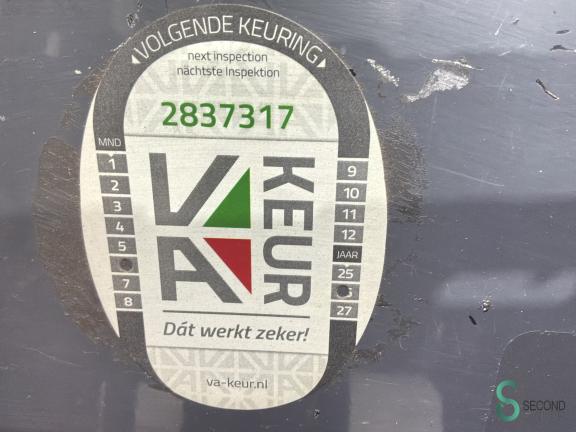 VOLGENDE KEURING
next inspection
nächtste Inspektion
2837317
MND
1
2
3
4
5
7
8
VA
KEUR
9
10
11
12
JAAR
25
27
Dát werkt zeker!
va-keur.nl
SECOND